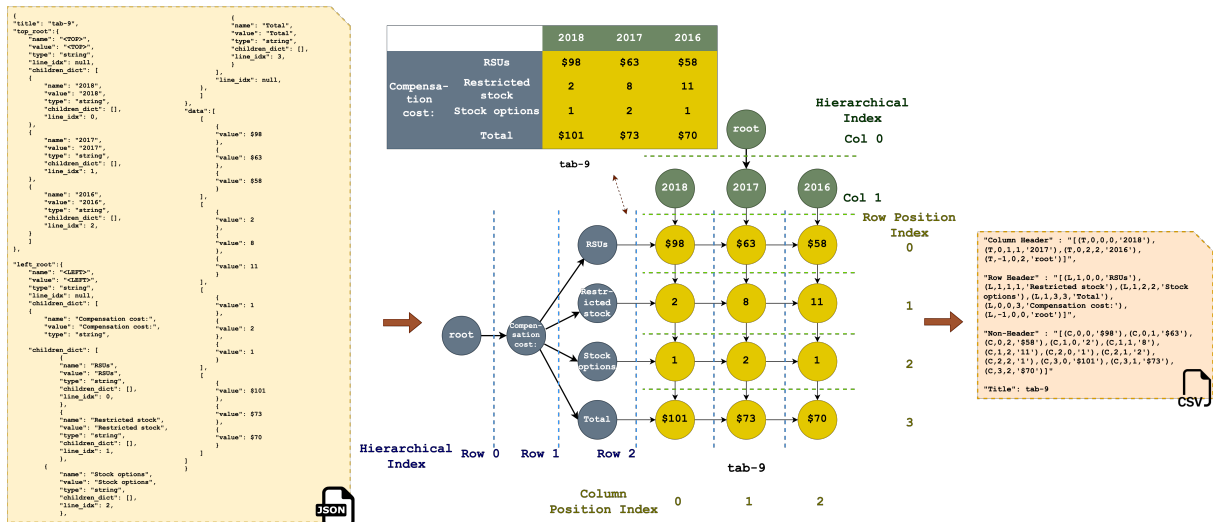 {
"title": "tab-9",
"top_root":{
"name": "<TOP>",
"value": "<TOP>",
"type": "string",
"line_idx": null,
"children_dict": [
{
"name": "2018",
"value": "2018",
"type": "string",
"children_dict": [],
"line_idx": 0,
},
{
"name": "2017",
"value": "2017",
"type": "string",
"children_dict": [],
"line_idx": 1,
},
{
"name": "2016",
"value": "2016",
"type": "string",
"children_dict": [],
"line_idx": 2,
}
]
},
"left_root":{
"name": "<LEFT>",
"value": "<LEFT>",
"type": "string",
"line_idx": null,
"children_dict": [
{
"name": "Compensation cost:",
"value": "Compensation cost:",
"type": "string",
"children_dict": [
{
"name": "RSUs",
"value": "RSUs",
"type": "string",
"children_dict": [],
"line_idx": 0,
},
{
"name": "Restricted stock",
"value": "Restricted stock",
"type": "string",
"children_dict": [],
"line_idx": 1,
},
{
"name": "Stock options",
"value": "Stock options",
"type": "string",
"children_dict": [],
"line_idx": 2,
},
{
"name": "Total",
"value": "Total",
"type": "string",
"children_dict": [],
"line_idx": 3,
}
],
"line_idx": null,
}
]
},
"data":[
[
{
"value": $98
},
{
"value": $63
},
{
"value": $58
}
],
[
{
"value": 2
},
{
"value": 8
},
{
"value": 11
}
],
[
{
"value": 1
},
{
"value": 2
},
{
"value": 1
}
],
[
{
"value": $101
},
{
"value": $73
},
{
"value": $70
}
]
]
}
JSON
2018 2017 2016
RSUs $98 $63 $58
Compensa-
tion
cost:
Restricted
stock 2 8 11
Stock options 1 2 1
Total $101 $73 $70
tab-9
Hierarchical
Index
Col 0
root
Col 1
2018 2017 2016
Row Position
Index
RSUs $98 $63 $58 0
Restr-
icted
stock 2 8 11 1
root
Compen-
sation
cost:
Stock
options 1 2 1 2
Total $101 $73 $70 3
Hierarchical
Index
Row 0 Row 1 Row 2
tab-9
Column
Position Index
0 1 2
"Column Header" : "[(T,0,0,0,'2018'),
(T,0,1,1,'2017'),(T,0,2,2,'2016'),
(T,-1,0,2,'root')]",
"Row Header" : "[(L,1,0,0,'RSUs'),
(L,1,1,1,'Restricted stock'),(L,1,2,2,'Stock
options'),(L,1,3,3,'Total'),
(L,0,0,3,'Compensation cost:'),
(L,-1,0,0,'root')]",
"Non-Header" : "[(C,0,0,'$98'),(C,0,1,'$63'),
(C,0,2,'$58'),(C,1,0,'2'),(C,1,1,'8'),
(C,1,2,'11'),(C,2,0,'1'),(C,2,1,'2'),
(C,2,2,'1'),(C,3,0,'$101'),(C,3,1,'$73'),
(C,3,2,'$70')]"
"Title": tab-9
CSV